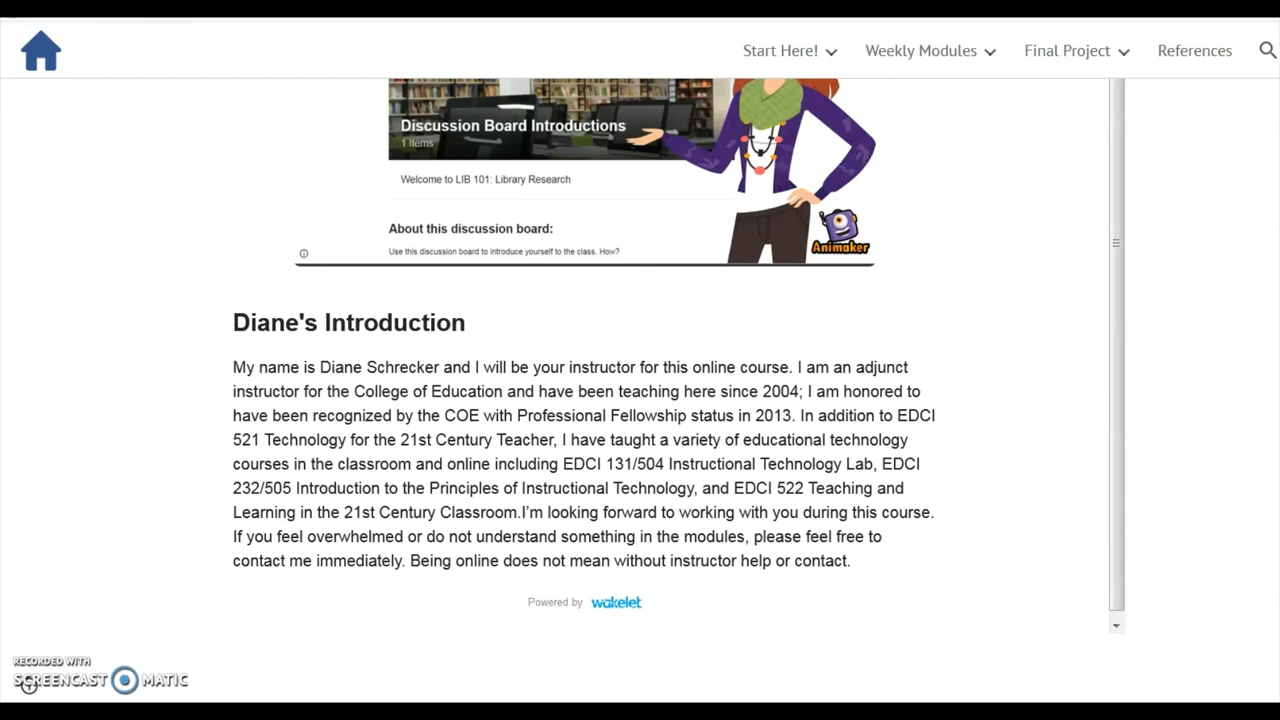 Start Here! Weekly Modules Final Project References
Discussion Board Introductions
1 Items
Welcome to LIB 101: Library Research
About this discussion board:
Use this discussion board to introduce yourself to the class. How?
Animaker
Diane's Introduction
My name is Diane Schrecker and I will be your instructor for this online course. I am an adjunct
instructor for the College of Education and have been teaching here since 2004; I am honored to
have been recognized by the COE with Professional Fellowship status in 2013. In addition to EDCI
521 Technology for the 21st Century Teacher, I have taught a variety of educational technology
courses in the classroom and online including EDCI 131/504 Instructional Technology Lab, EDCI
232/505 Introduction to the Principles of Instructional Technology, and EDCI 522 Teaching and
Learning in the 21st Century Classroom.I’m looking forward to working with you during this course.
If you feel overwhelmed or do not understand something in the modules, please feel free to
contact me immediately. Being online does not mean without instructor help or contact.
Powered by wakelet
RECORDED WITH
SCREENCAST MATIC